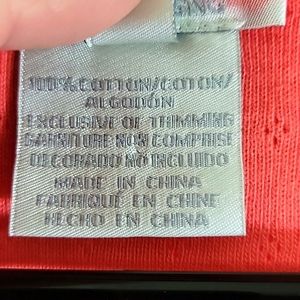 100% COTTON/COTON/
ALGODÓN
EXCLUSIVE OF TRIMMING
GARNITURE NON COMPRISE
DECORADO NO INCLUIDO
MADE IN CHINA
FABRIQUÉ EN CHINE
HECHO EN CHINA